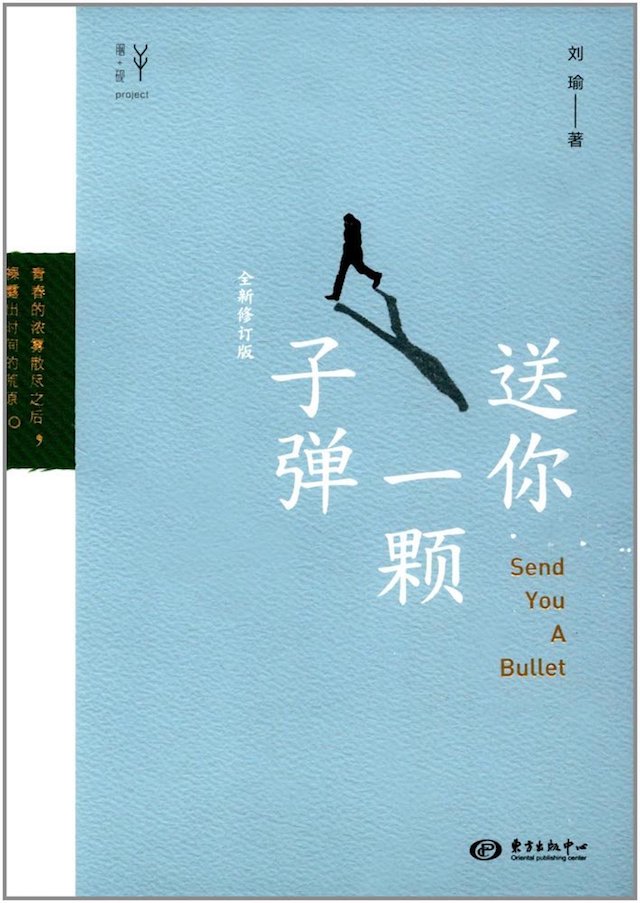 胆+砚
project
刘瑜——著
送你
一颗
子弹
全新修订版
Send
You
A
Bullet
青春的浓雾散尽之后，
裸露出时间的荒原。
东方出版中心
Oriental publishing center